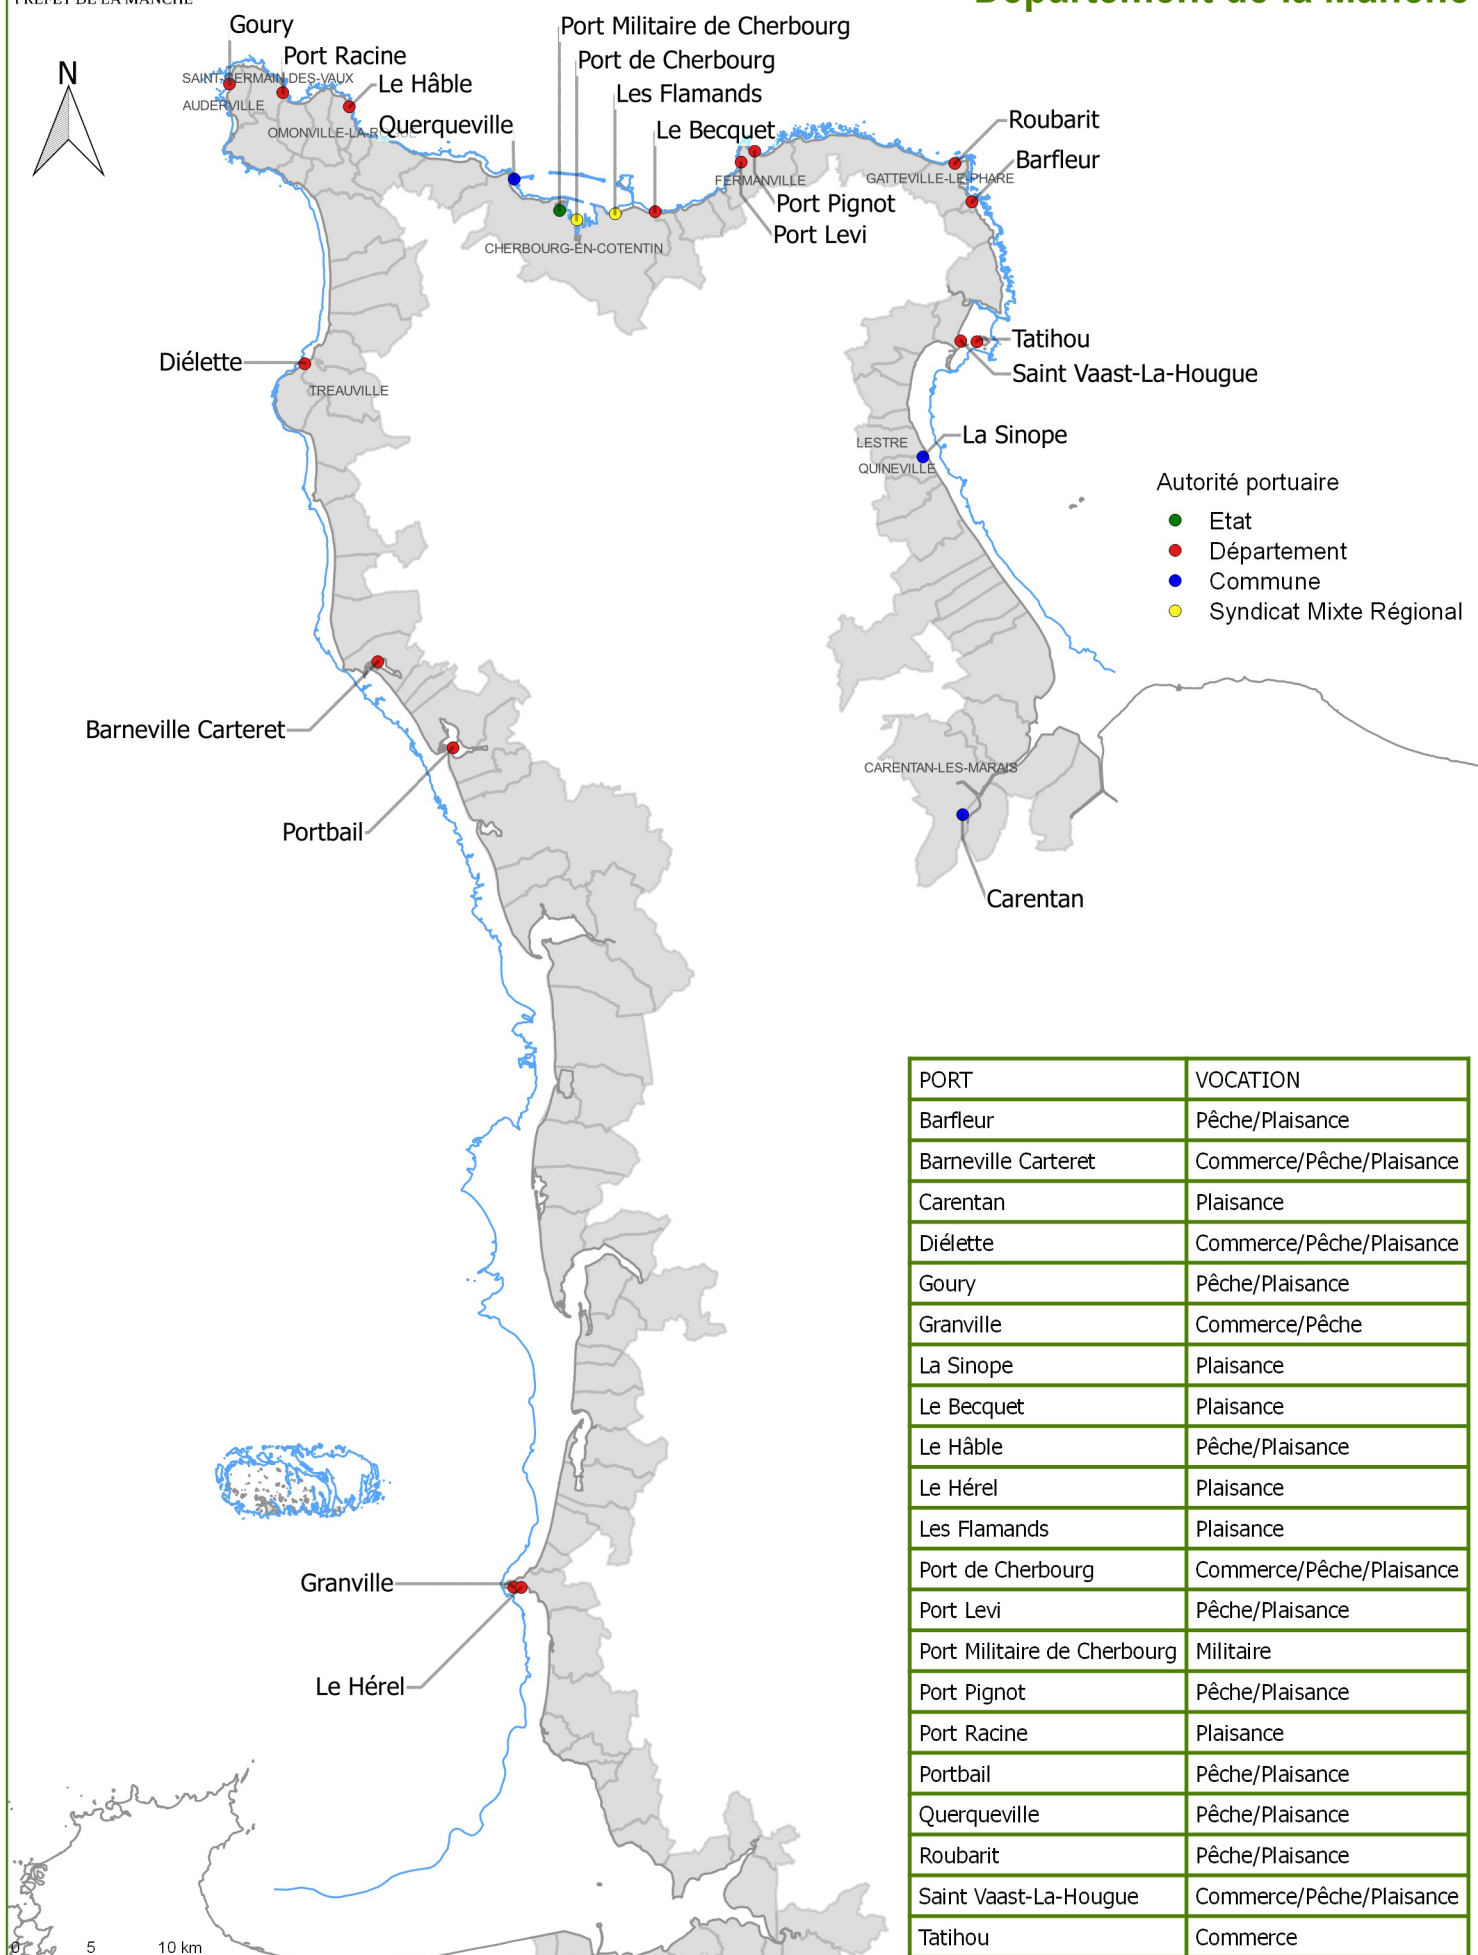 PRÉFET DE LA MANCHE
Département de la Manche
Goury
Port Militaire de Cherbourg
Port Racine
Port de Cherbourg
N
SAINT-GERMAIN-DES-VAUX
Le Hâble
Les Flamands
AUDERVILLE
Roubarit
OMONVILLE-LA-ROGUE
Querqueville
Le Becquet
Barfleur
FERMANVILLE
GATTEVILLE-LE-PHARE
Port Pignot
Port Levi
CHERBOURG-EN-COTENTIN
Tatihou
Diélette
Saint Vaast-La-Hougue
TREAUVILLE
La Sinope
LESTRE
QUINEVILLE
Autorité portuaire
Etat
Département
Commune
Syndicat Mixte Régional
Barneville Carteret
CARENTAN-LES-MARAIS
Portbail
Carentan
Granville
Le Hérel
PORT VOCATION
Barfleur Pêche/Plaisance
Barneville Carteret Commerce/Pêche/Plaisance
Carentan Plaisance
Diélette Commerce/Pêche/Plaisance
Goury Pêche/Plaisance
Granville Commerce/Pêche
La Sinope Plaisance
Le Becquet Plaisance
Le Hâble Pêche/Plaisance
Le Hérel Plaisance
Les Flamands Plaisance
Port de Cherbourg Commerce/Pêche/Plaisance
Port Levi Pêche/Plaisance
Port Militaire de Cherbourg Militaire
Port Pignot Pêche/Plaisance
Port Racine Plaisance
Portbail Pêche/Plaisance
Querqueville Pêche/Plaisance
Roubarit Pêche/Plaisance
Saint Vaast-La-Hougue Commerce/Pêche/Plaisance
Tatihou Commerce
0 5 10 km